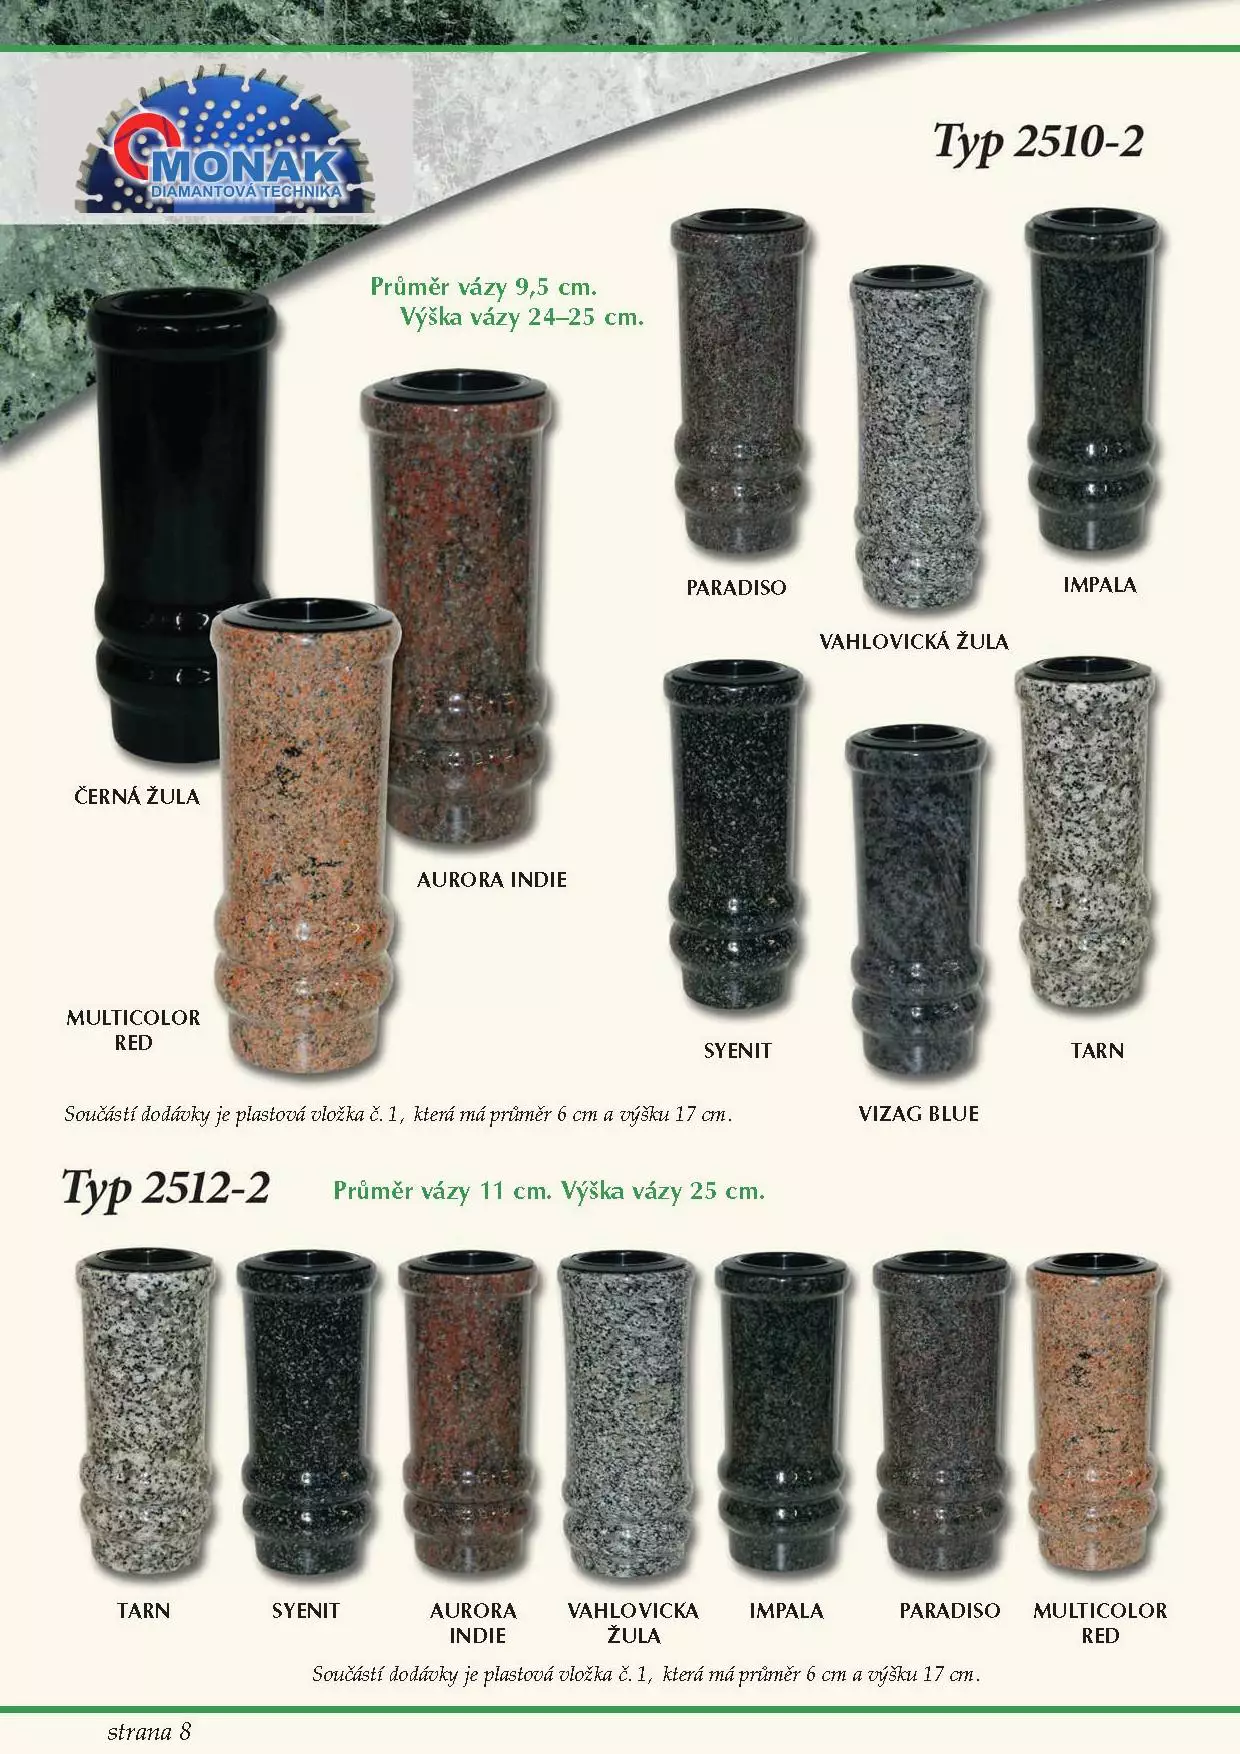 MONAK
DIAMANTOVÁ TECHNIKA
Typ 2510-2
Průměr vázy 9,5 cm.
Výška vázy 24–25 cm.
PARADISO
IMPALA
VAHLOVICKÁ ŽULA
ČERNÁ ŽULA
AURORA INDIE
MULTICOLOR
RED
SYENIT
TARN
VIZAG BLUE
Součástí dodávky je plastová vložka č. 1, která má průměr 6 cm a výšku 17 cm.
Typ 2512-2
Průměr vázy 11 cm. Výška vázy 25 cm.
TARN
SYENIT
AURORA
INDIE
VAHLOVICKA
ŽULA
IMPALA
PARADISO
MULTICOLOR
RED
Součástí dodávky je plastová vložka č. 1, která má průměr 6 cm a výšku 17 cm.
strana 8